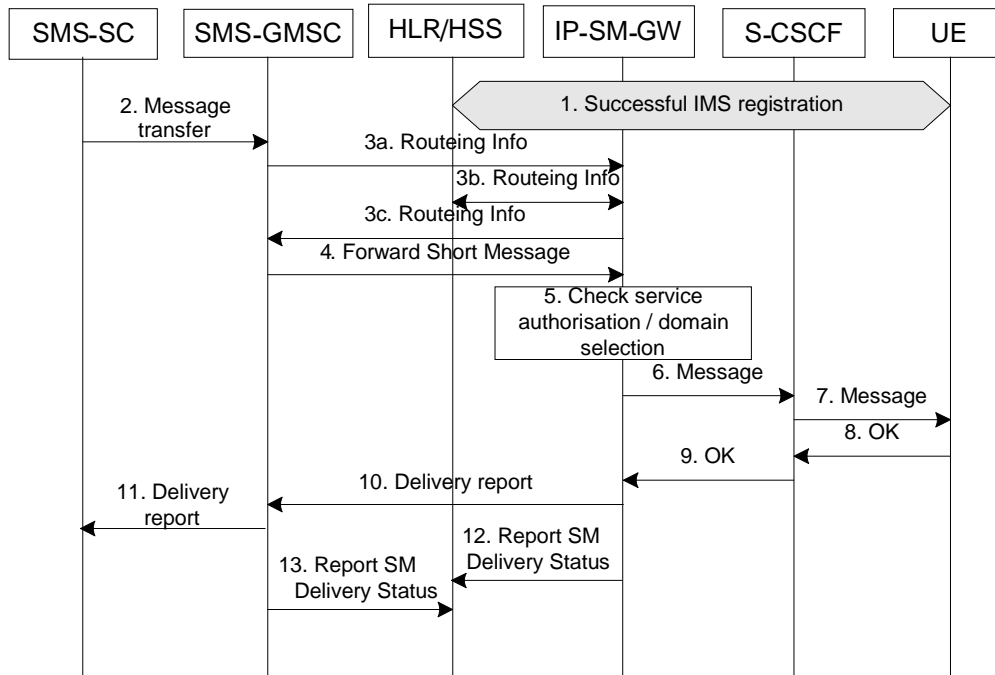 SMS-SC
SMS-GMSC
HLR/HSS
IP-SM-GW
S-CSCF
UE
1. Successful IMS registration
2. Message
transfer
3a. Routeing Info
3b. Routeing Info
3c. Routeing Info
4. Forward Short Message
5. Check service
authorisation / domain
selection
6. Message
7. Message
8. OK
9. OK
10. Delivery report
11. Delivery
report
12. Report SM
Delivery Status
13. Report SM
Delivery Status